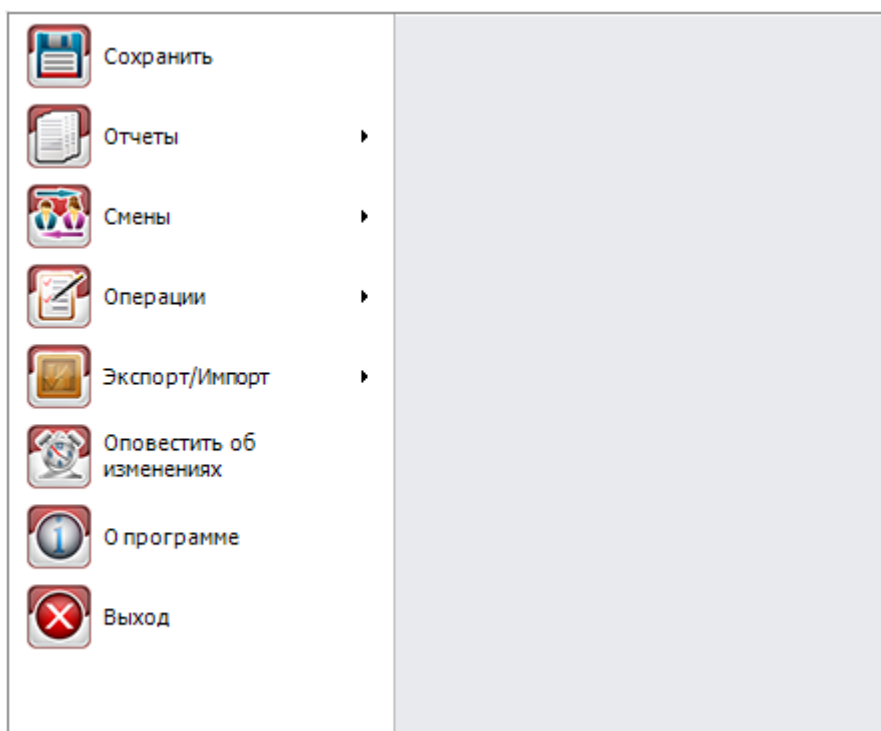 Сохранить
Отчеты
Смены
Операции
Экспорт/Импорт
Оповестить об
изменениях
О программе
Выход